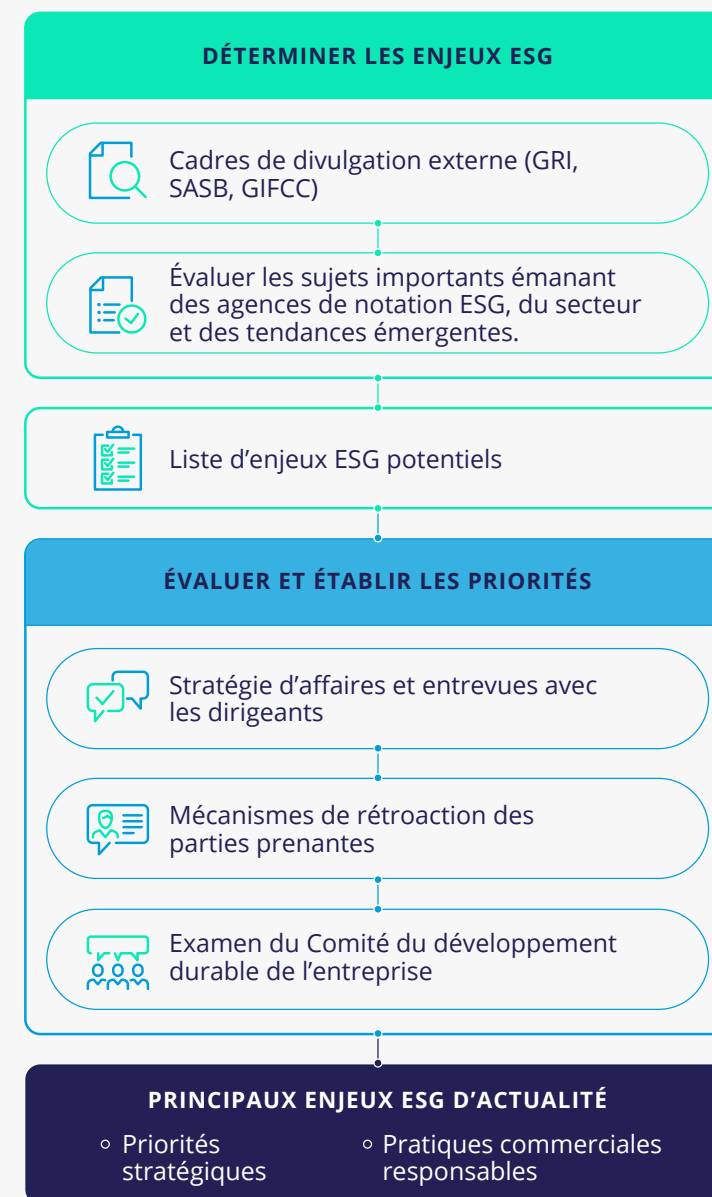 DÉTERMINER LES ENJEUX ESG
Cadres de divulgation externe (GRI,
SASB, GIFCC)
Évaluer les sujets importants émanant
des agences de notation ESG, du secteur
et des tendances émergentes.
Liste d’enjeux ESG potentiels
ÉVALUER ET ÉTABLIR LES PRIORITÉS
Stratégie d’affaires et entrevues avec
les dirigeants
Mécanismes de rétroaction des
parties prenantes
Examen du Comité du développement
durable de l’entreprise
PRINCIPAUX ENJEUX ESG D’ACTUALITÉ
Priorités
stratégiques
Pratiques commerciales
responsables